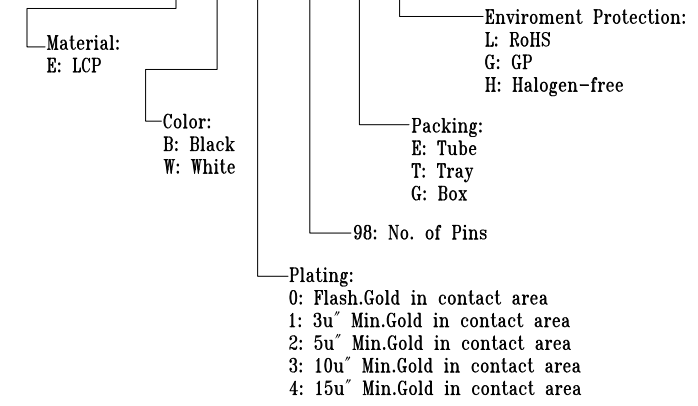 Enviroment Protection:
L: RoHS
G: GP
H: Halogen-free
Material:
E: LCP
Color:
B: Black
W: White
Packing:
E: Tube
T: Tray
G: Box
98: No. of Pins
Plating:
0: Flash.Gold in contact area
1: 3u″ Min.Gold in contact area
2: 5u″ Min.Gold in contact area
3: 10u″ Min.Gold in contact area
4: 15u″ Min.Gold in contact area